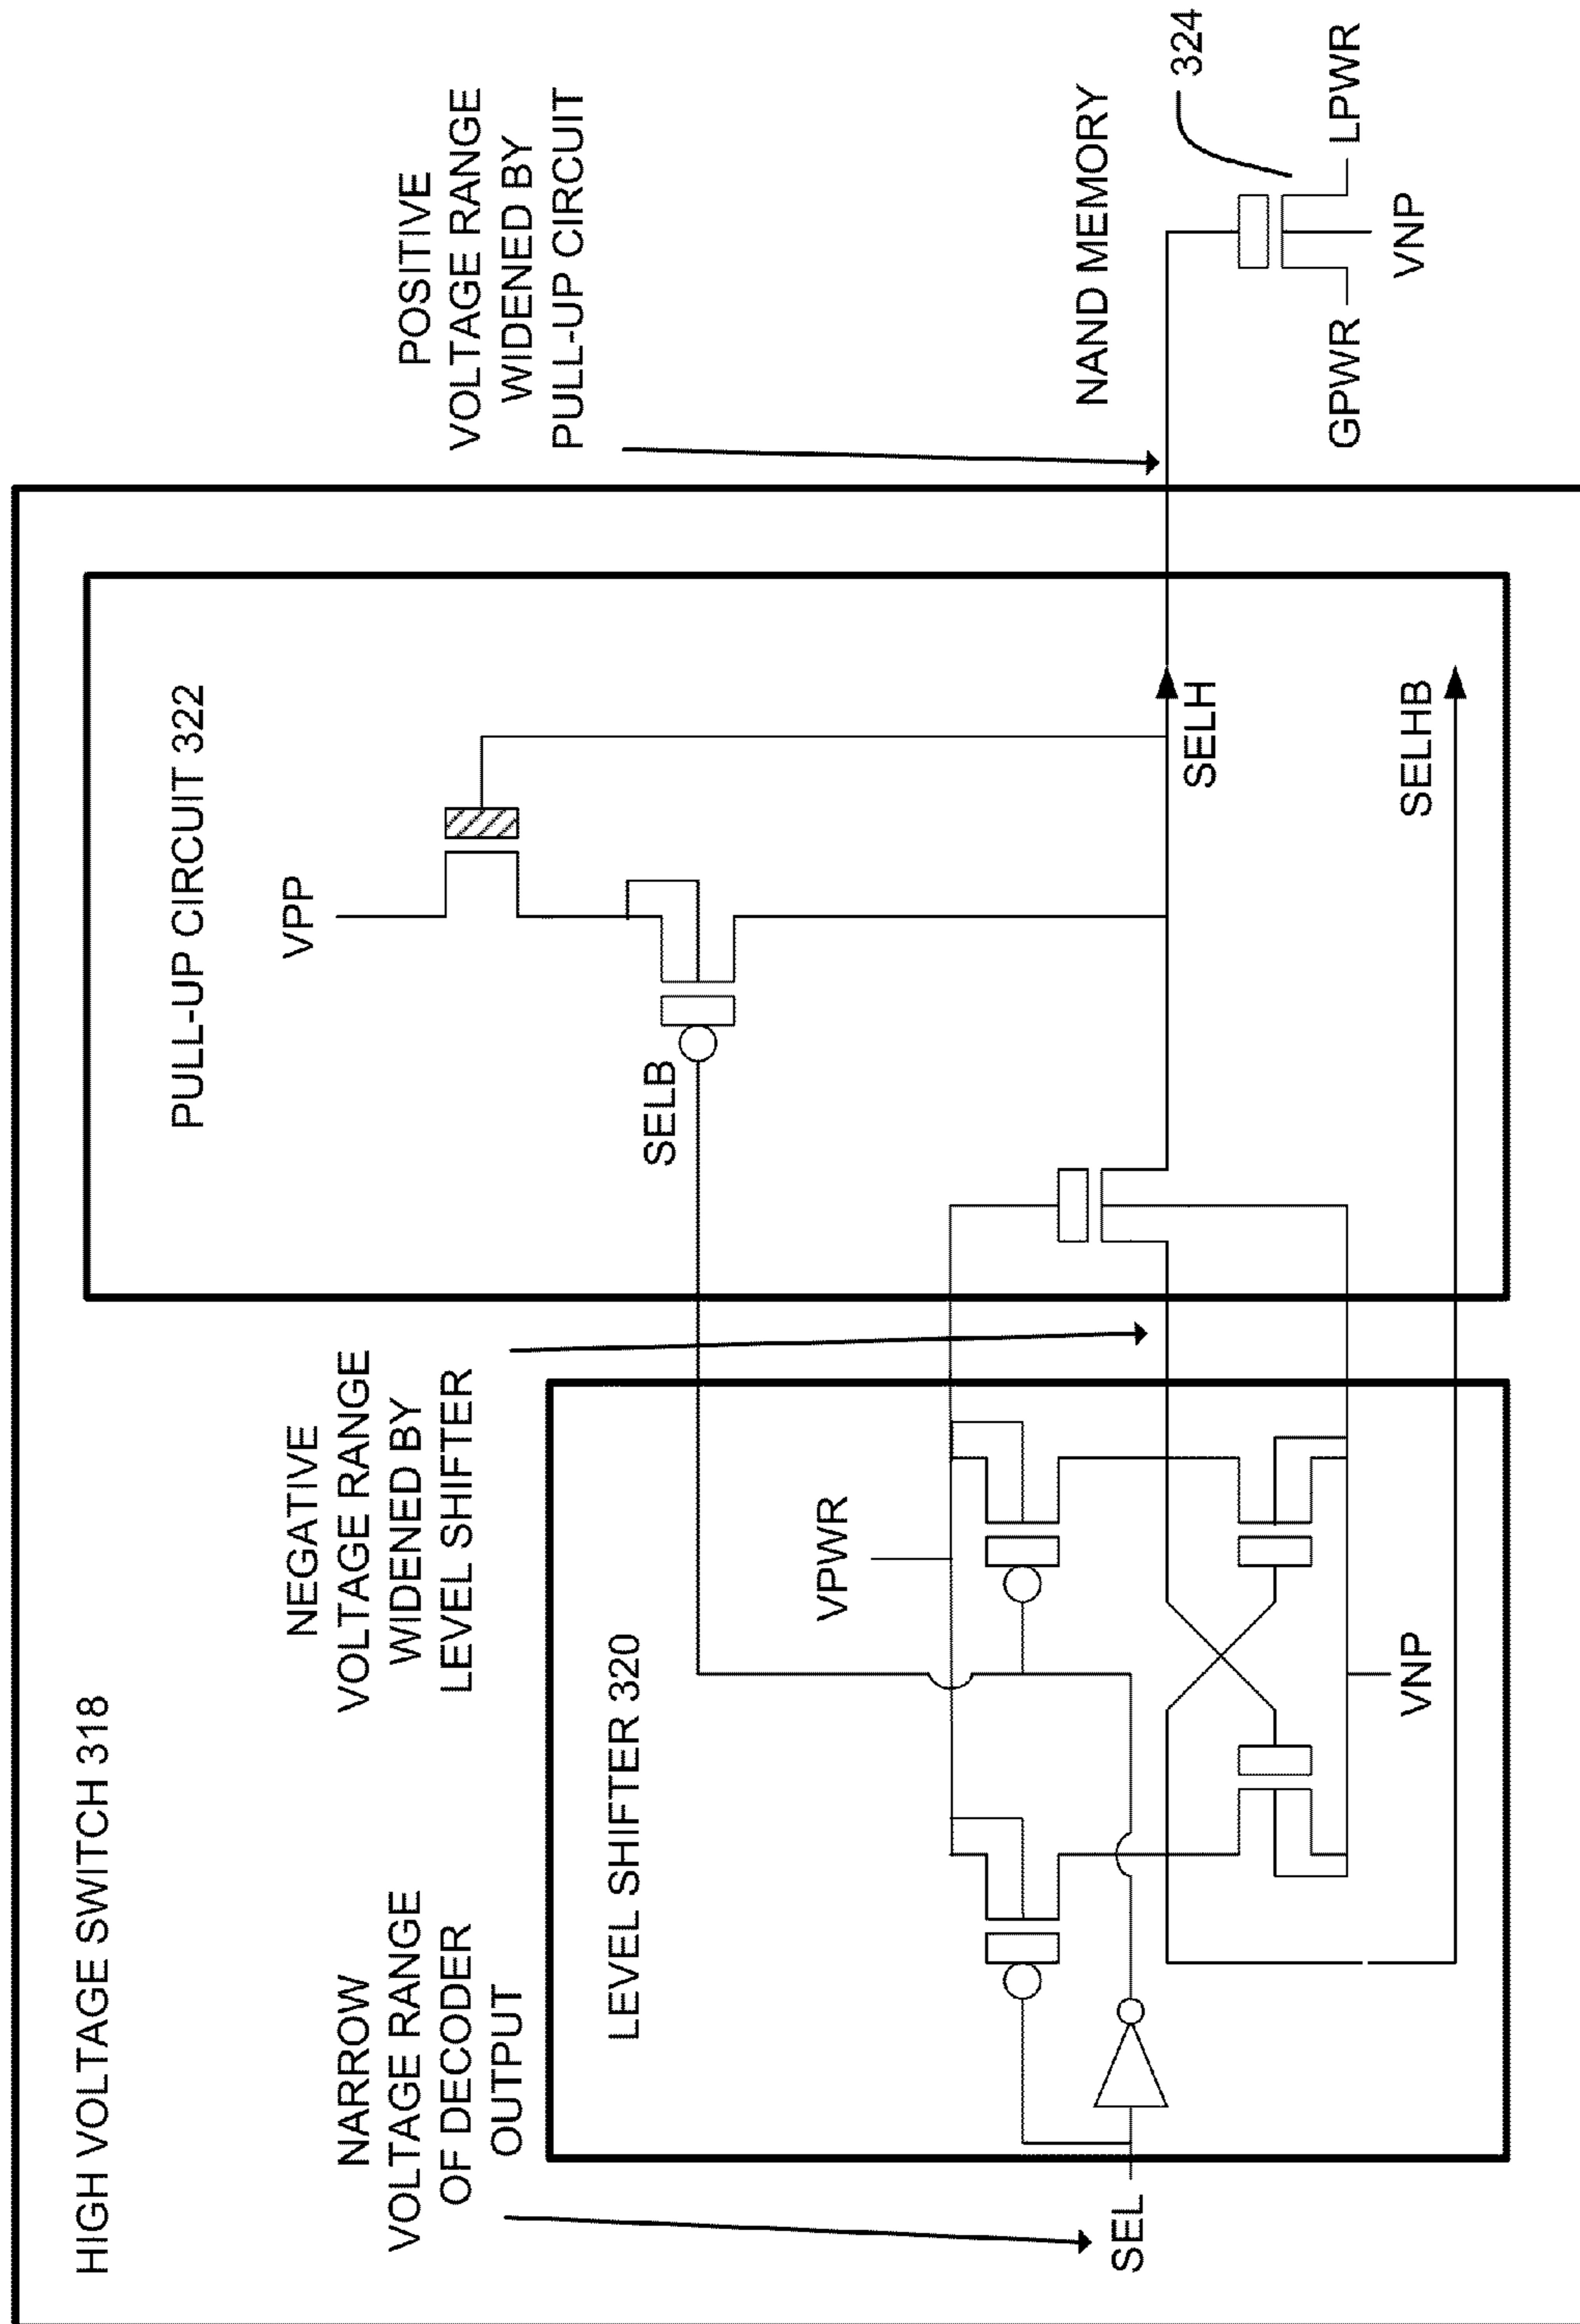 HIGH VOLTAGE SWITCH 318
NARROW
VOLTAGE RANGE
OF DECODER
OUTPUT
NEGATIVE
VOLTAGE RANGE
WIDENED BY
LEVEL SHIFTER
POSITIVE
VOLTAGE RANGE
WIDENED BY
PULL-UP CIRCUIT
PULL-UP CIRCUIT 322
VPP
SELB
LEVEL SHIFTER 320
VPWR
SEL
VNP
SELH
SELHB
NAND MEMORY
324
GPWR
LPWR
VNP